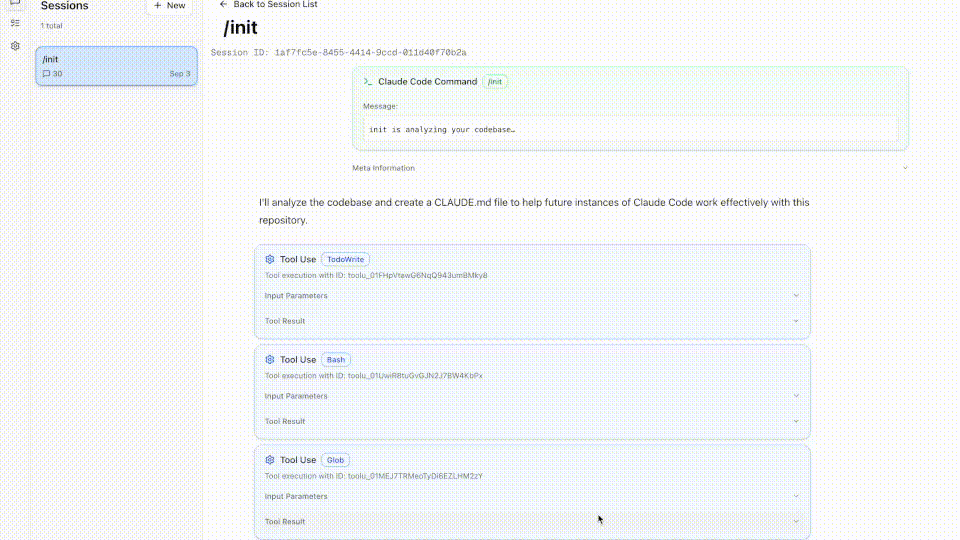 Sessions
New
1 total
/init
30
Sep 3
Back to Session List
/init
Session ID: 1af7fc5e-8455-4414-9ccd-011d40f70b2a
Claude Code Command /init
Message:
init is analyzing your codebase…
Meta Information
I'll analyze the codebase and create a CLAUDE.md file to help future instances of Claude Code work effectively with this
repository.
Tool Use TodoWrite
Tool execution with ID: toolu_01FHpVtawG6NqQ943um8Mky8
Input Parameters
Tool Result
Tool Use Bash
Tool execution with ID: toolu_01UwiR8tuGvGJN2J7BW4KbPx
Input Parameters
Tool Result
Tool Use Glob
Tool execution with ID: toolu_01MEJ7TRMeoTyDi6EZLHM2zY
Input Parameters
Tool Result